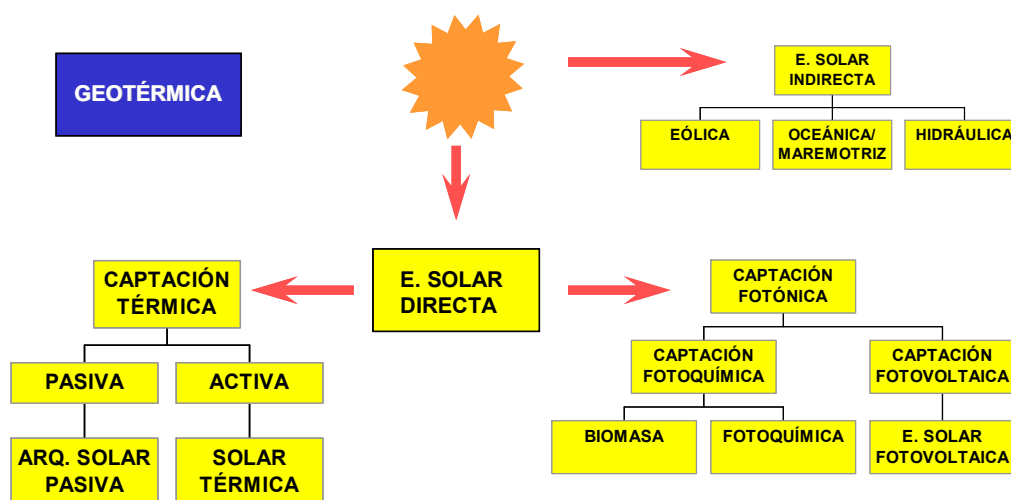 GEOTÉRMICA
E. SOLAR
INDIRECTA
EÓLICA
OCEÁNICA/
MAREMOTRIZ
HIDRÁULICA
E. SOLAR
DIRECTA
CAPTACIÓN
TÉRMICA
PASIVA
ACTIVA
ARQ. SOLAR
PASIVA
SOLAR
TÉRMICA
CAPTACIÓN
FOTÓNICA
CAPTACIÓN
FOTOQUÍMICA
CAPTACIÓN
FOTOVOLTAICA
BIOMASA
FOTOQUÍMICA
E. SOLAR
FOTOVOLTAICA